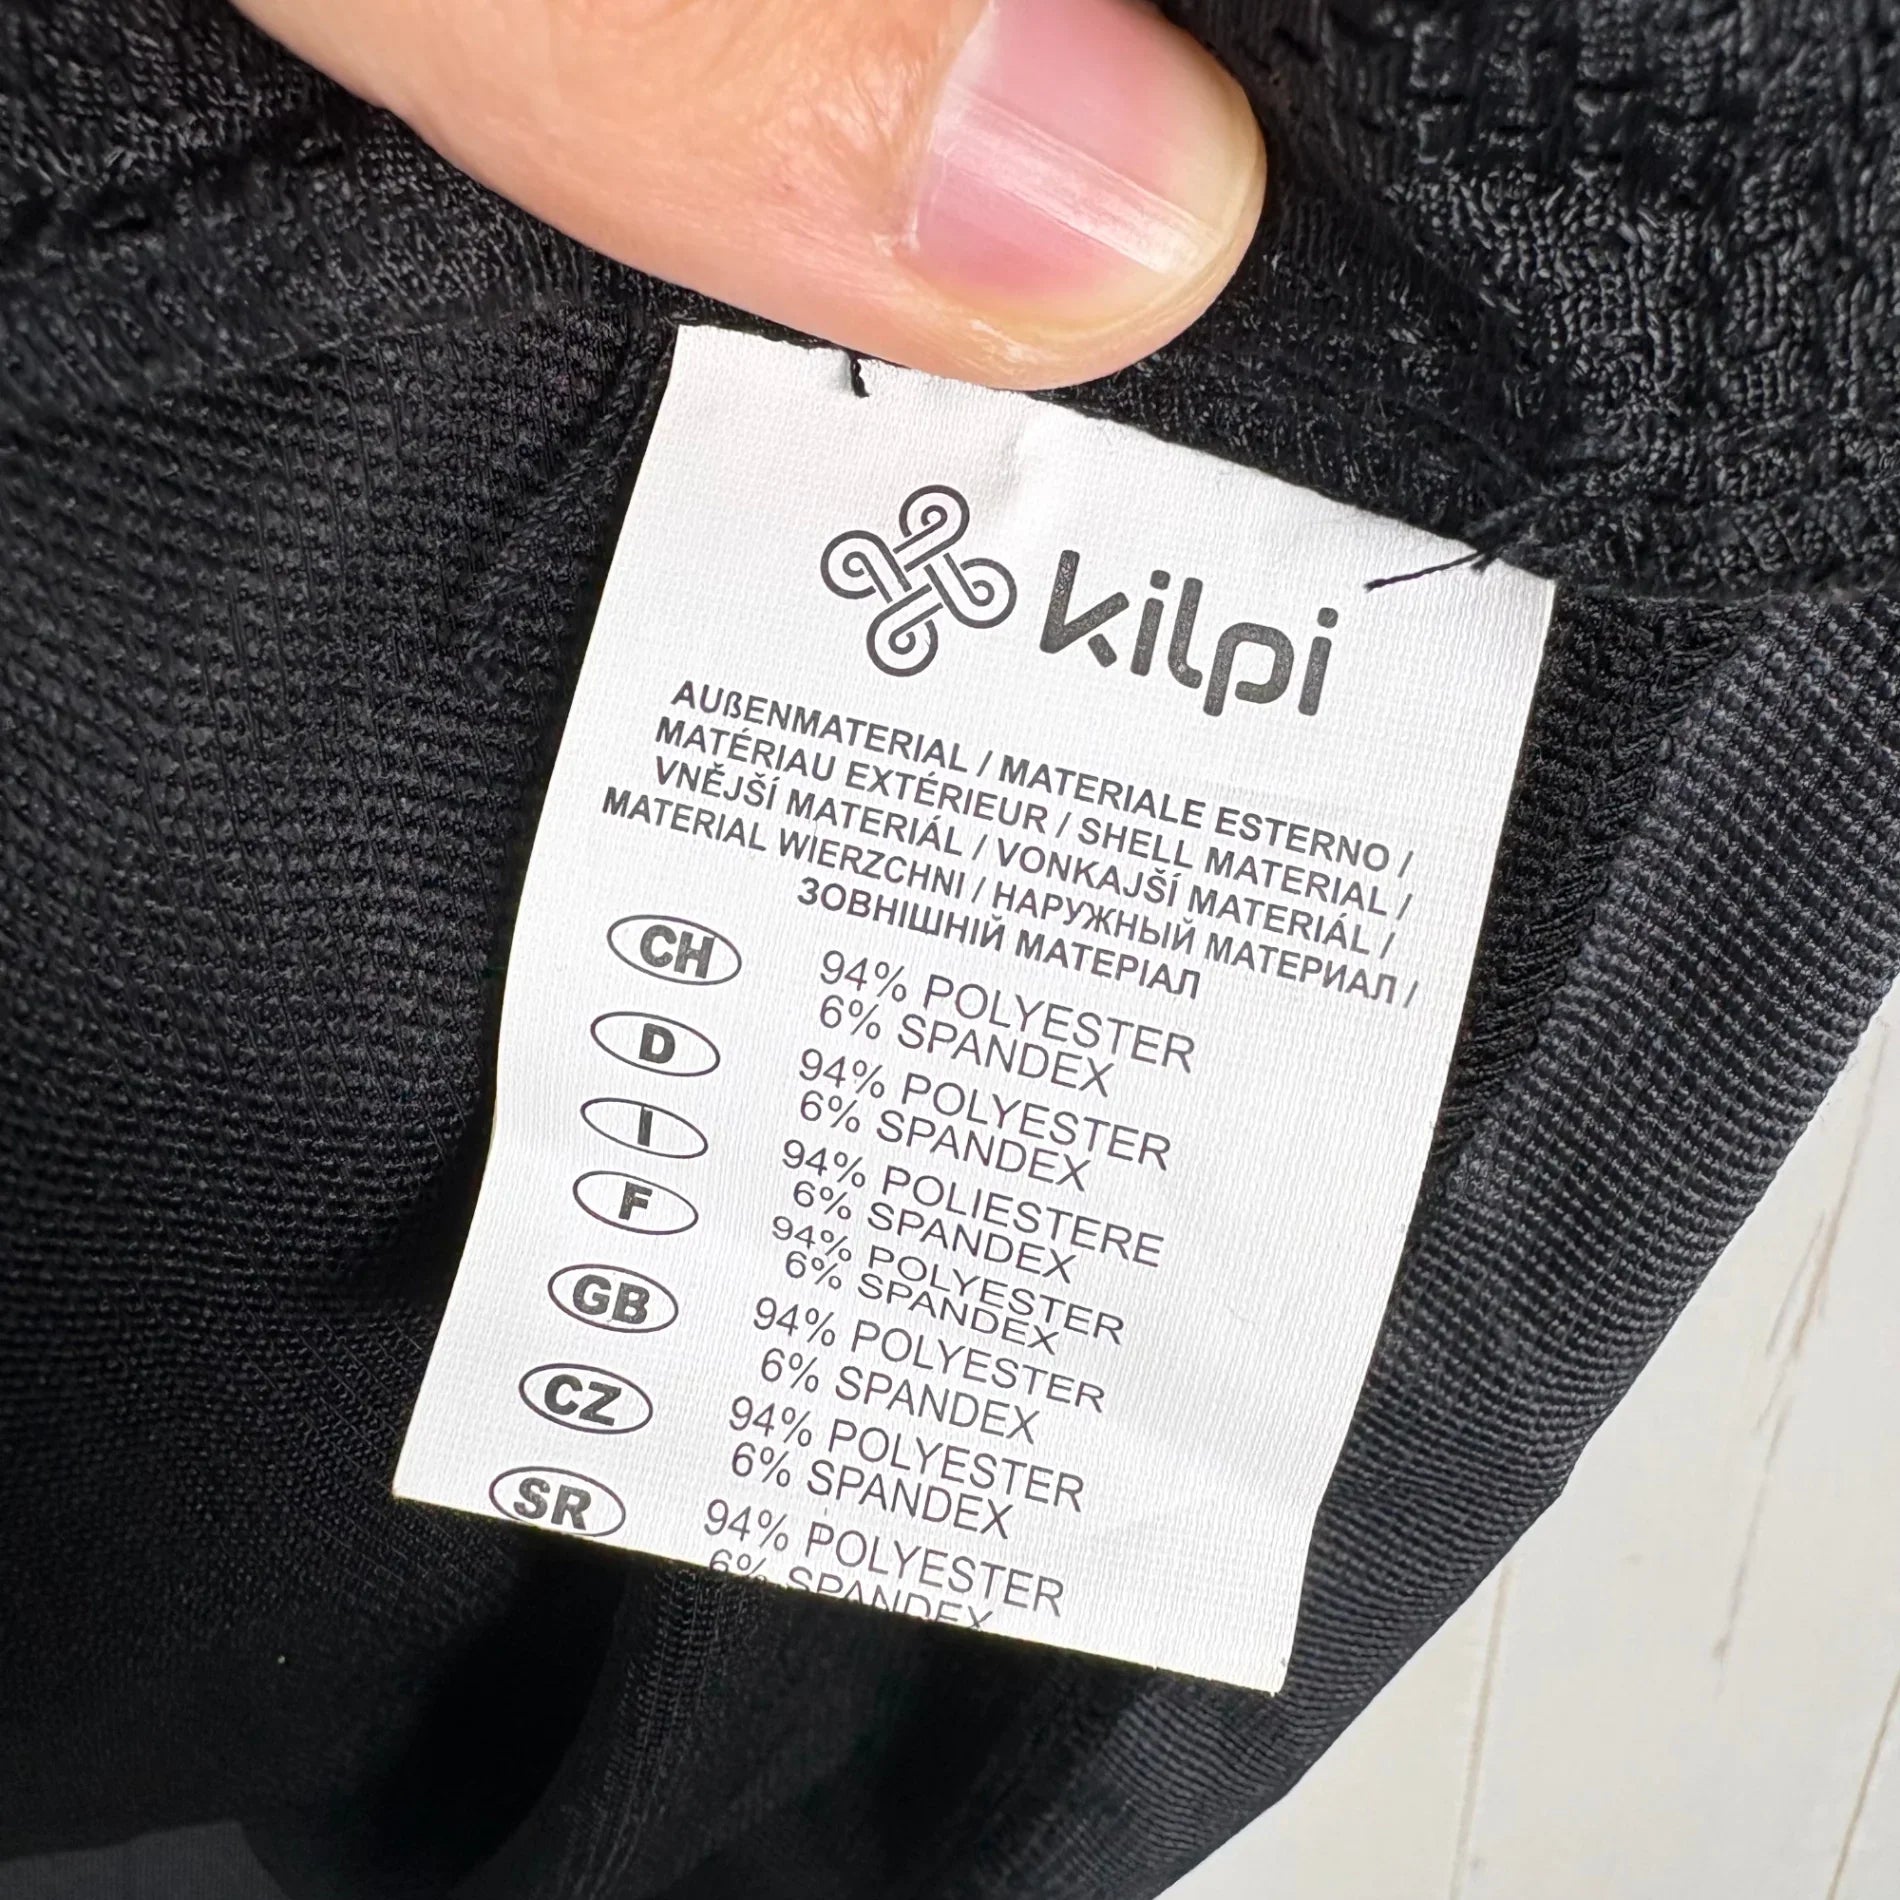 kilpi
AUßENMATERIAL / MATERIALE ESTERNO /
MATÉRIAU EXTÉRIEUR / SHELL MATERIAL /
VNĚJŠÍ MATERIÁL / VONKAJŠÍ MATERIÁL /
MATERIAL WIERZCHNI / НАРУЖНЫЙ МАТЕРИАЛ /
ЗОВНІШНІЙ МАТЕРІАЛ
CH 94% POLYESTER
6% SPANDEX
D 94% POLYESTER
6% SPANDEX
I 94% POLIESTERE
6% SPANDEX
F 94% POLYESTER
6% SPANDEX
GB 94% POLYESTER
6% SPANDEX
CZ 94% POLYESTER
6% SPANDEX
SR 94% POLYESTER
6% SPANDEX